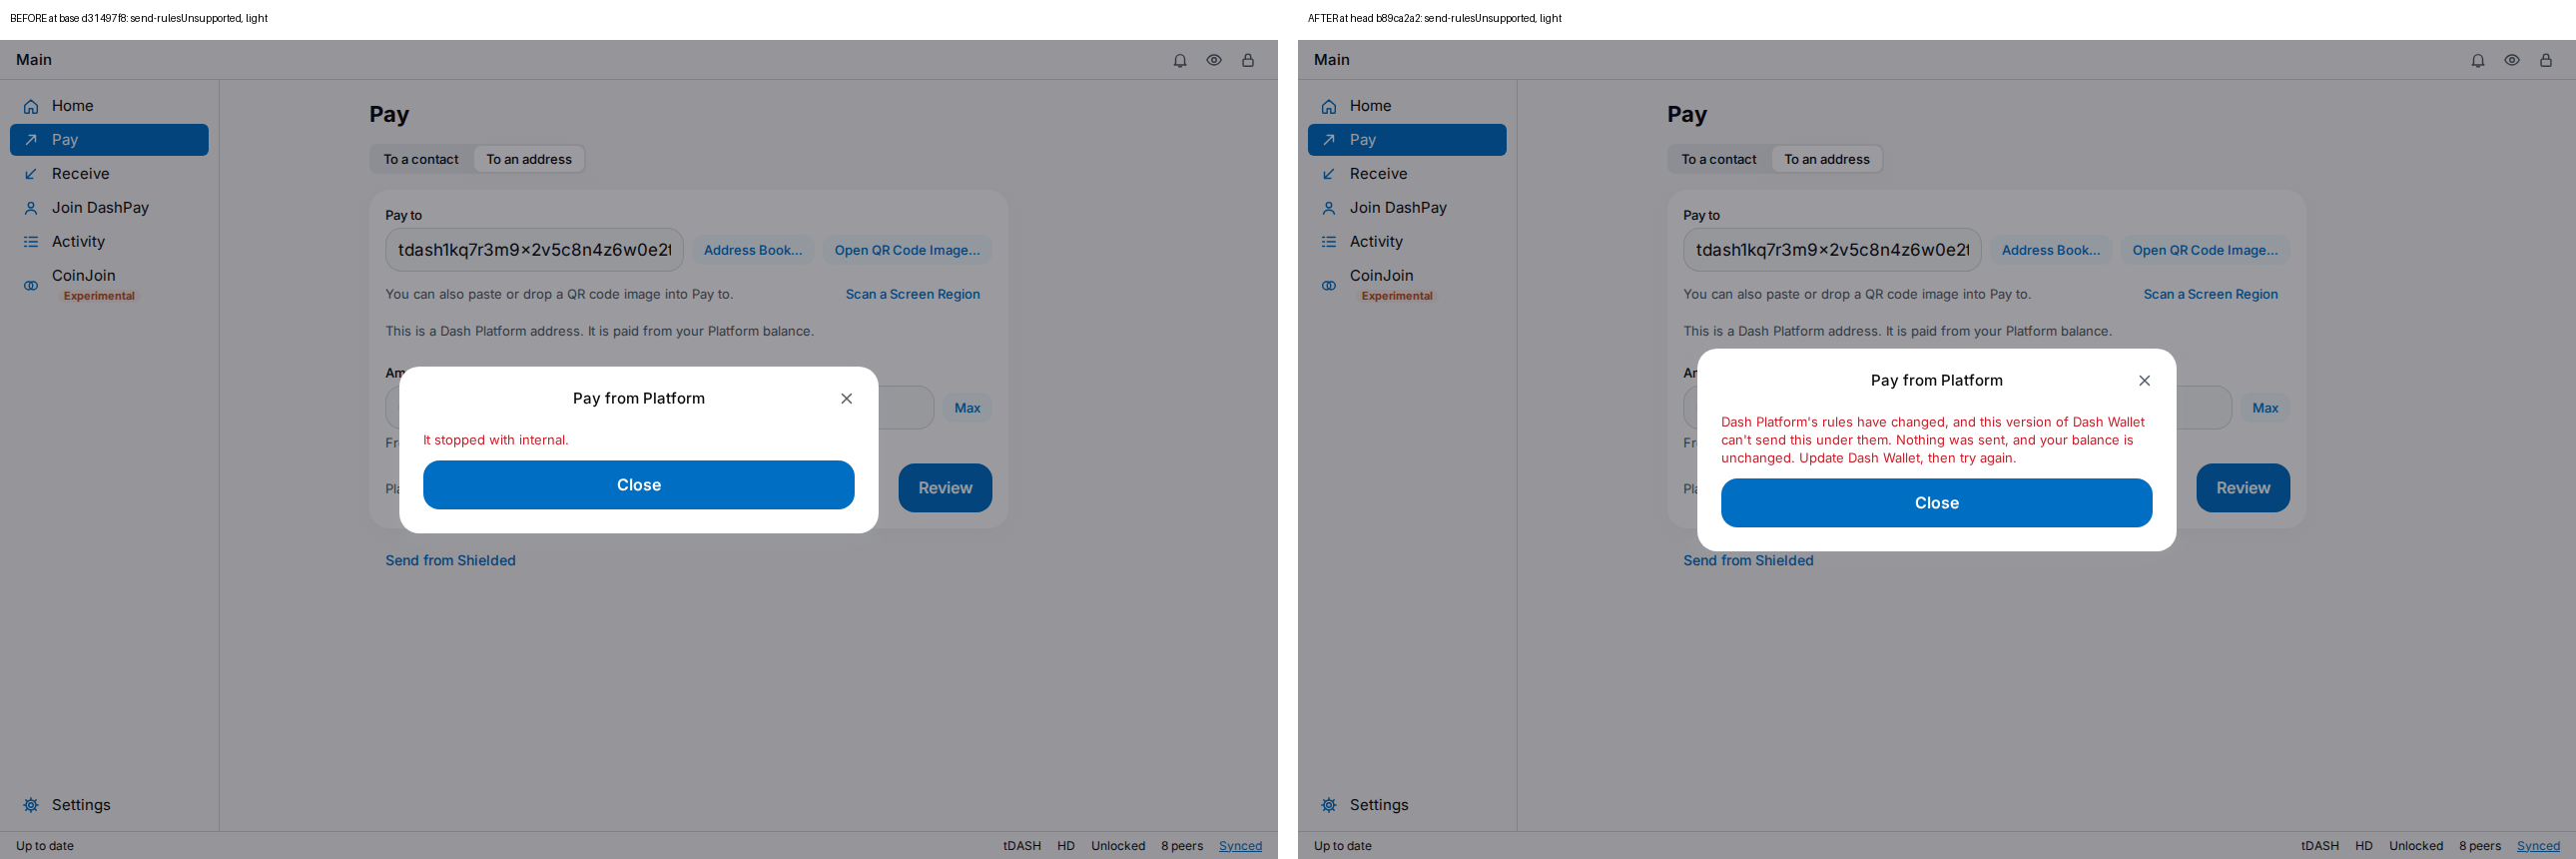 BEFORE at base d31497f8: send-rulesUnsupported, light
Main
Home
Pay
Receive
Join DashPay
Activity
CoinJoin
Experimental
Settings
Pay
To a contact
To an address
Pay to
tdash1kq7r3m9×2v5c8n4z6w0e2
Address Book...
Open QR Code Image...
You can also paste or drop a QR code image into Pay to.
Scan a Screen Region
This is a Dash Platform address. It is paid from your Platform balance.
Pay from Platform
It stopped with internal.
Close
Max
Review
Send from Shielded
Up to date
tDASH
HD
Unlocked
8 peers
Synced
AFTER at head b89ca2a2: send-rulesUnsupported, light
Main
Home
Pay
Receive
Join DashPay
Activity
CoinJoin
Experimental
Settings
Pay
To a contact
To an address
Pay to
tdash1kq7r3m9×2v5c8n4z6w0e2
Address Book...
Open QR Code Image...
You can also paste or drop a QR code image into Pay to.
Scan a Screen Region
This is a Dash Platform address. It is paid from your Platform balance.
Pay from Platform
Dash Platform's rules have changed, and this version of Dash Wallet
can't send this under them. Nothing was sent, and your balance is
unchanged. Update Dash Wallet, then try again.
Close
Max
Review
Send from Shielded
Up to date
tDASH
HD
Unlocked
8 peers
Synced